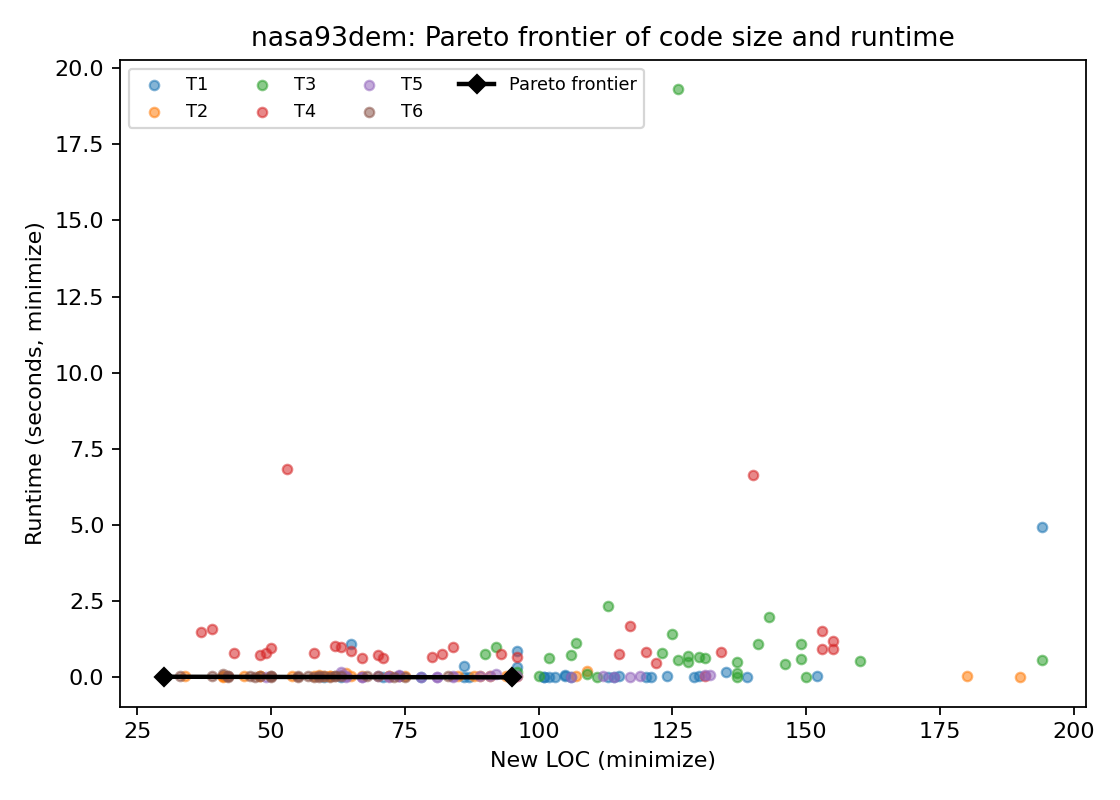 nasa93dem: Pareto frontier of code size and runtime
T1 T3 T5 Pareto frontier
T2 T4 T6
20.0
17.5
15.0
12.5
10.0
7.5
5.0
2.5
0.0
Runtime (seconds, minimize)
25 50 75 100 125 150 175 200
New LOC (minimize)